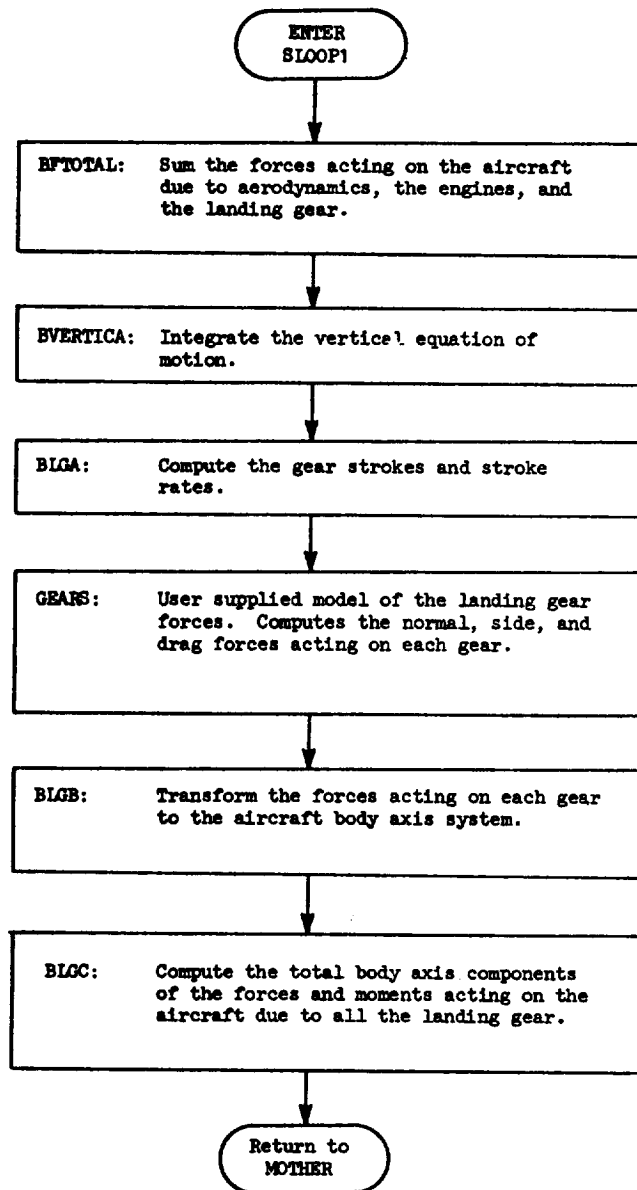 ENTER
SLOOP1
BFTOTAL: Sum the forces acting on the aircraft
due to aerodynamics, the engines, and
the landing gear.
BVERTICA: Integrate the vertical equation of
motion.
BLGA: Compute the gear strokes and stroke
rates.
GEARS: User supplied model of the landing gear
forces. Computes the normal, side, and
drag forces acting on each gear.
BLGB: Transform the forces acting on each gear
to the aircraft body axis system.
BLGC: Compute the total body axis components
of the forces and moments acting on the
aircraft due to all the landing gear.
Return to
MOTHER